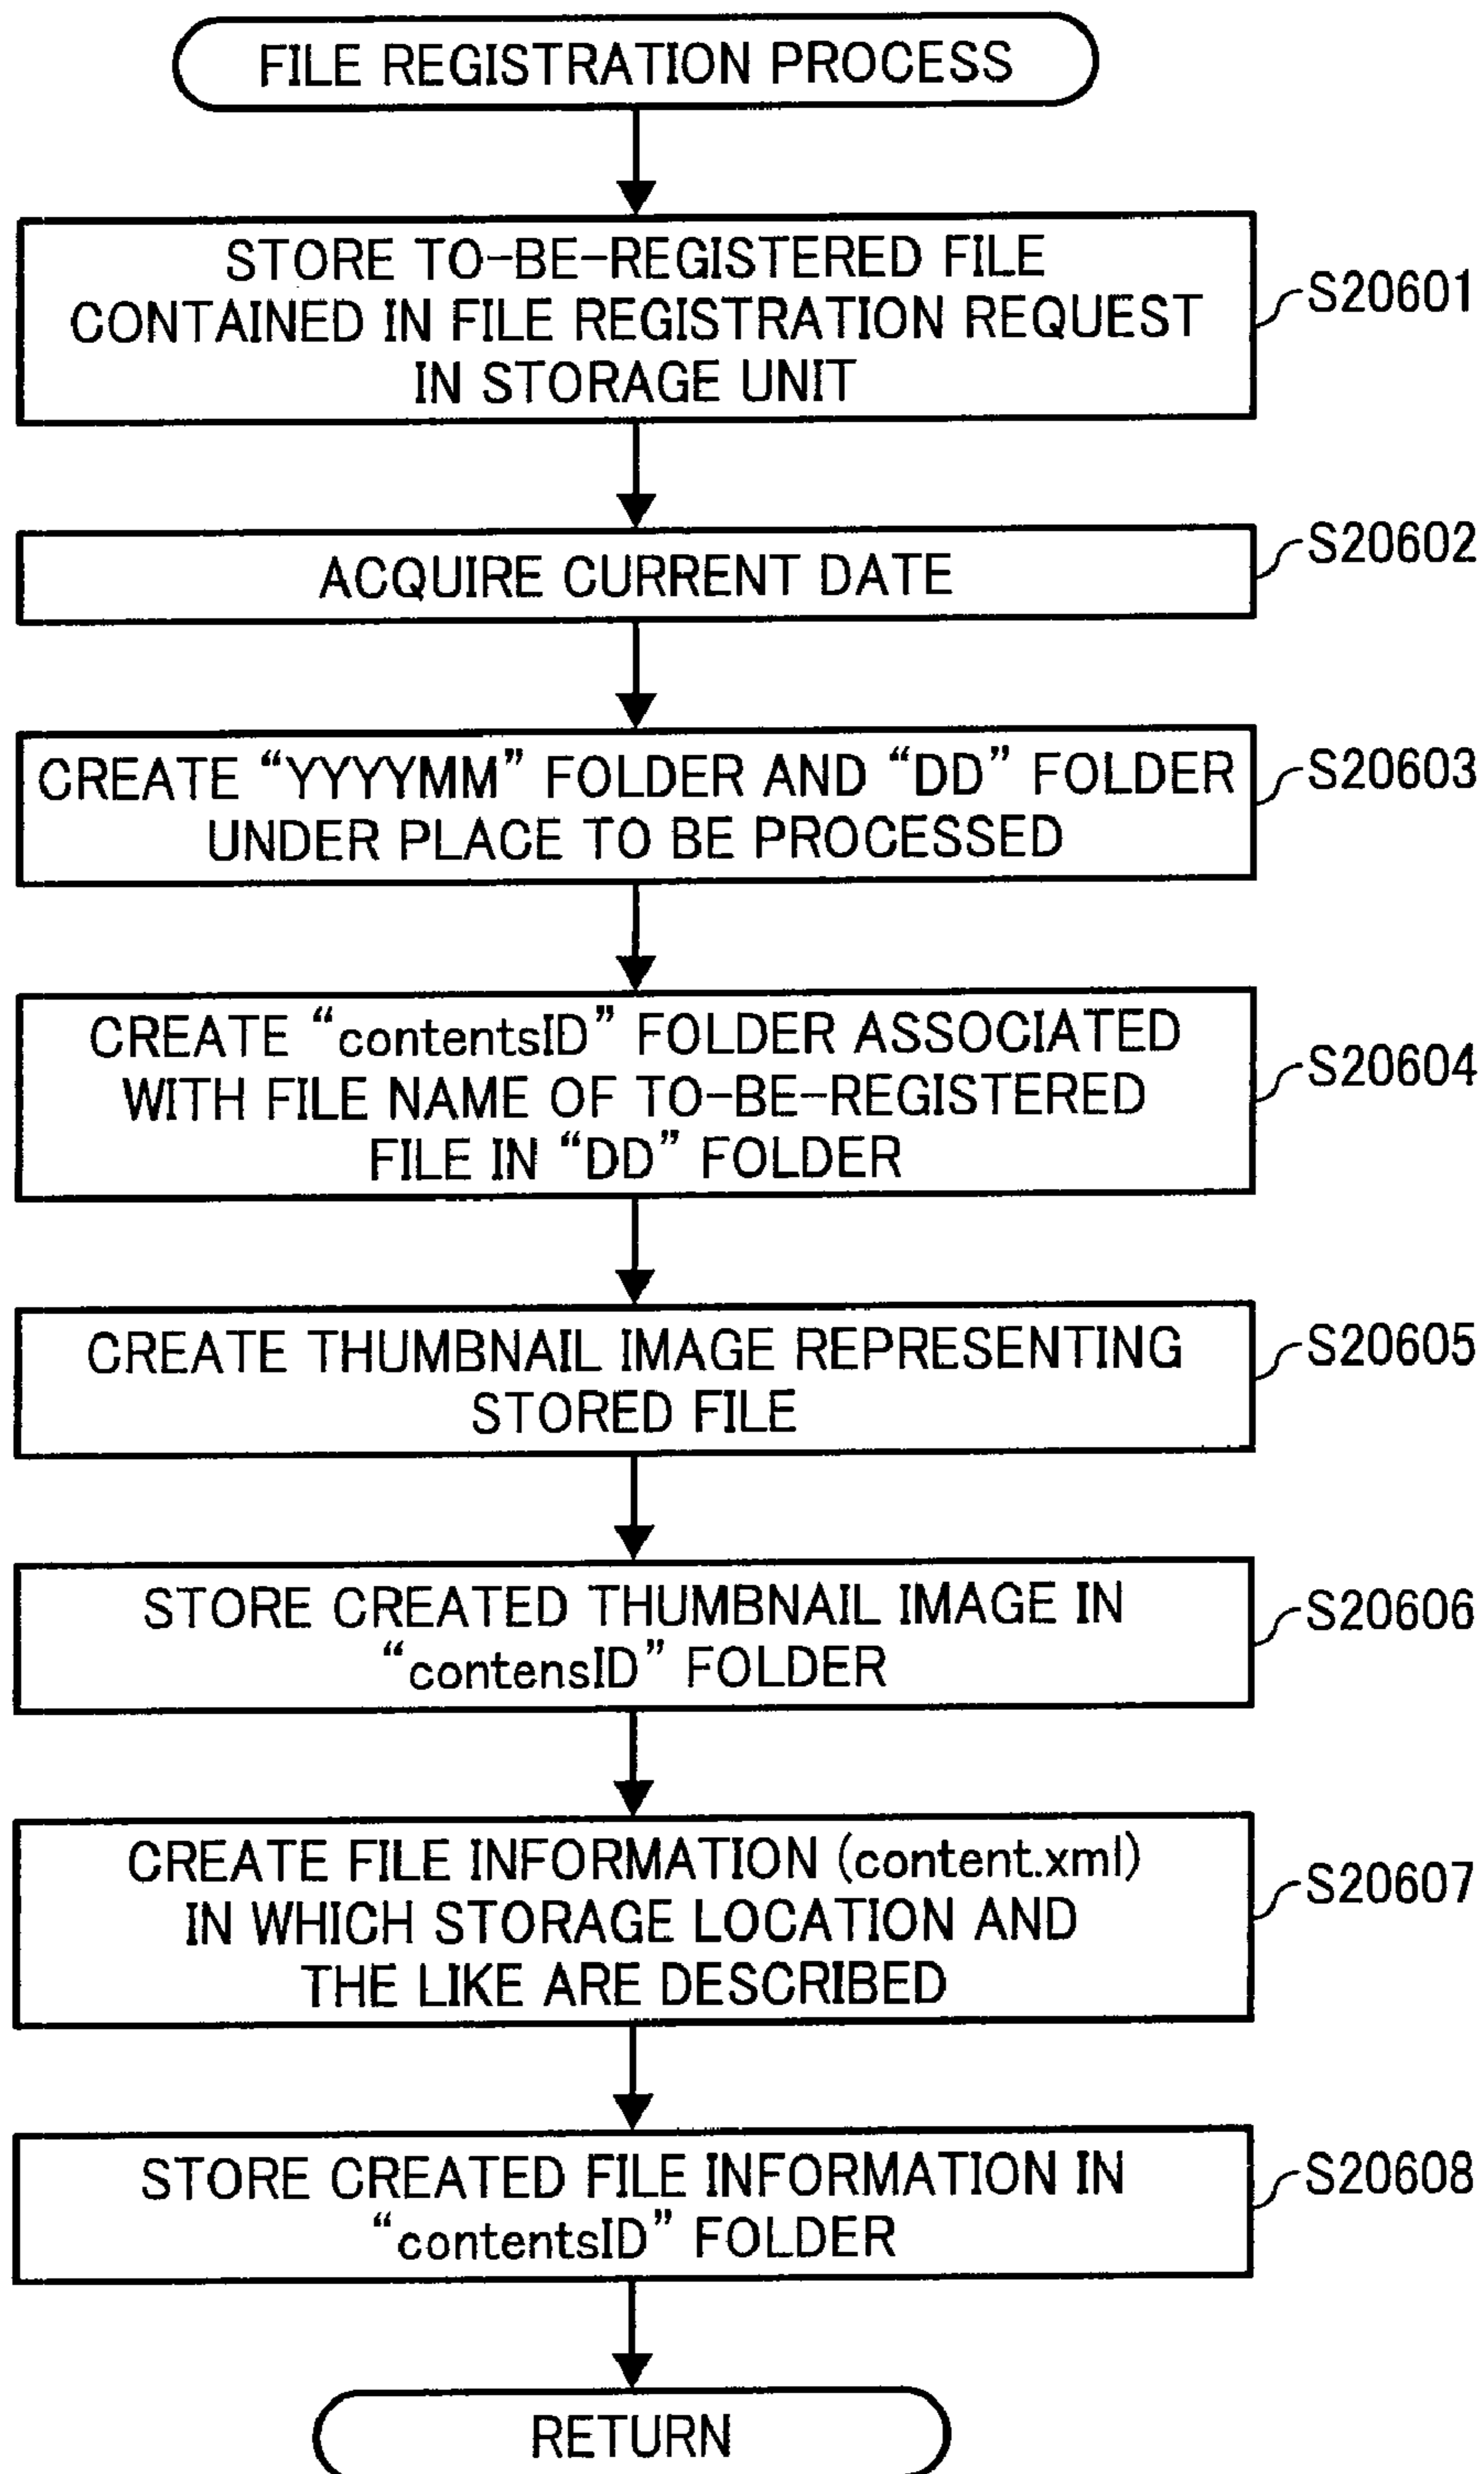 FILE REGISTRATION PROCESS
STORE TO-BE-REGISTERED FILE
CONTAINED IN FILE REGISTRATION REQUEST
IN STORAGE UNIT
S20601
ACQUIRE CURRENT DATE
S20602
CREATE “YYYYMM” FOLDER AND “DD” FOLDER
UNDER PLACE TO BE PROCESSED
S20603
CREATE “contentsID” FOLDER ASSOCIATED
WITH FILE NAME OF TO-BE-REGISTERED
FILE IN “DD” FOLDER
S20604
CREATE THUMBNAIL IMAGE REPRESENTING
STORED FILE
S20605
STORE CREATED THUMBNAIL IMAGE IN
“contensID” FOLDER
S20606
CREATE FILE INFORMATION (content.xml)
IN WHICH STORAGE LOCATION AND
THE LIKE ARE DESCRIBED
S20607
STORE CREATED FILE INFORMATION IN
“contentsID” FOLDER
S20608
RETURN